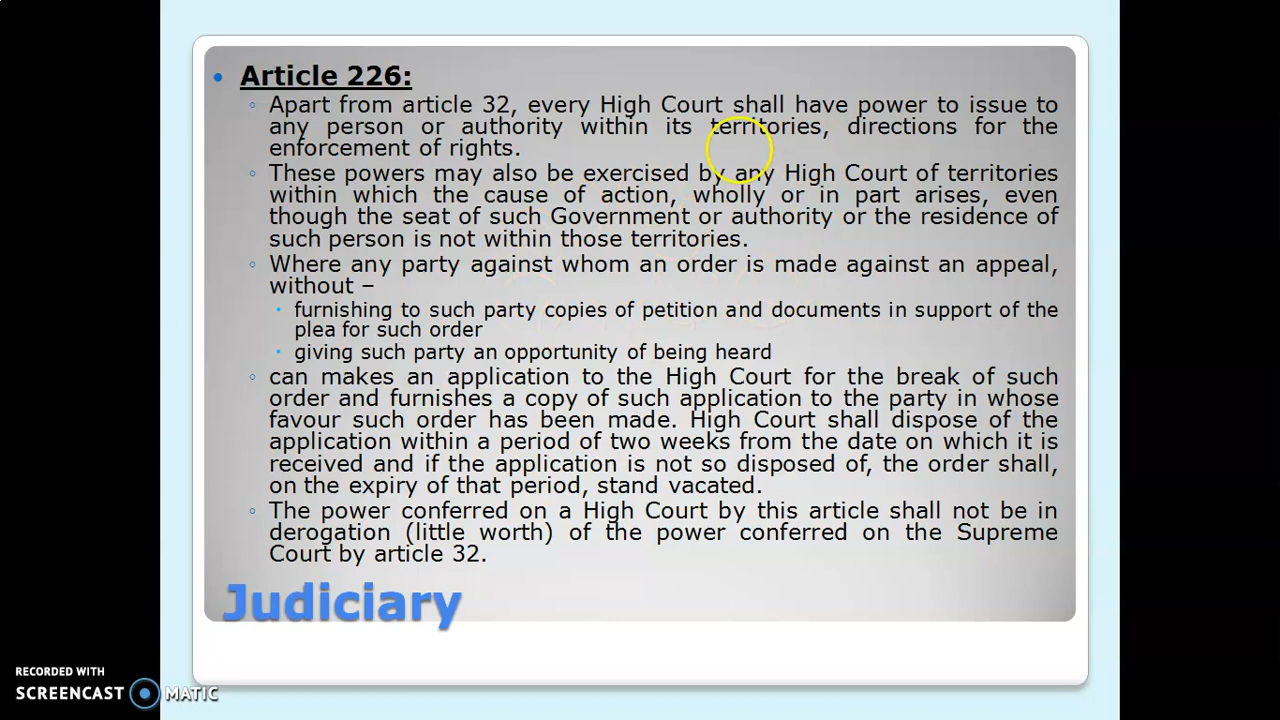 Article 226:
Apart from article 32, every High Court shall have power to issue to
any person or authority within its territories, directions for the
enforcement of rights.
These powers may also be exercised by any High Court of territories
within which the cause of action, wholly or in part arises, even
though the seat of such Government or authority or the residence of
such person is not within those territories.
Where any party against whom an order is made against an appeal,
without –
furnishing to such party copies of petition and documents in support of the
plea for such order
giving such party an opportunity of being heard
can makes an application to the High Court for the break of such
order and furnishes a copy of such application to the party in whose
favour such order has been made. High Court shall dispose of the
application within a period of two weeks from the date on which it is
received and if the application is not so disposed of, the order shall,
on the expiry of that period, stand vacated.
The power conferred on a High Court by this article shall not be in
derogation (little worth) of the power conferred on the Supreme
Court by article 32.
Judiciary
RECORDED WITH
SCREENCAST MATIC